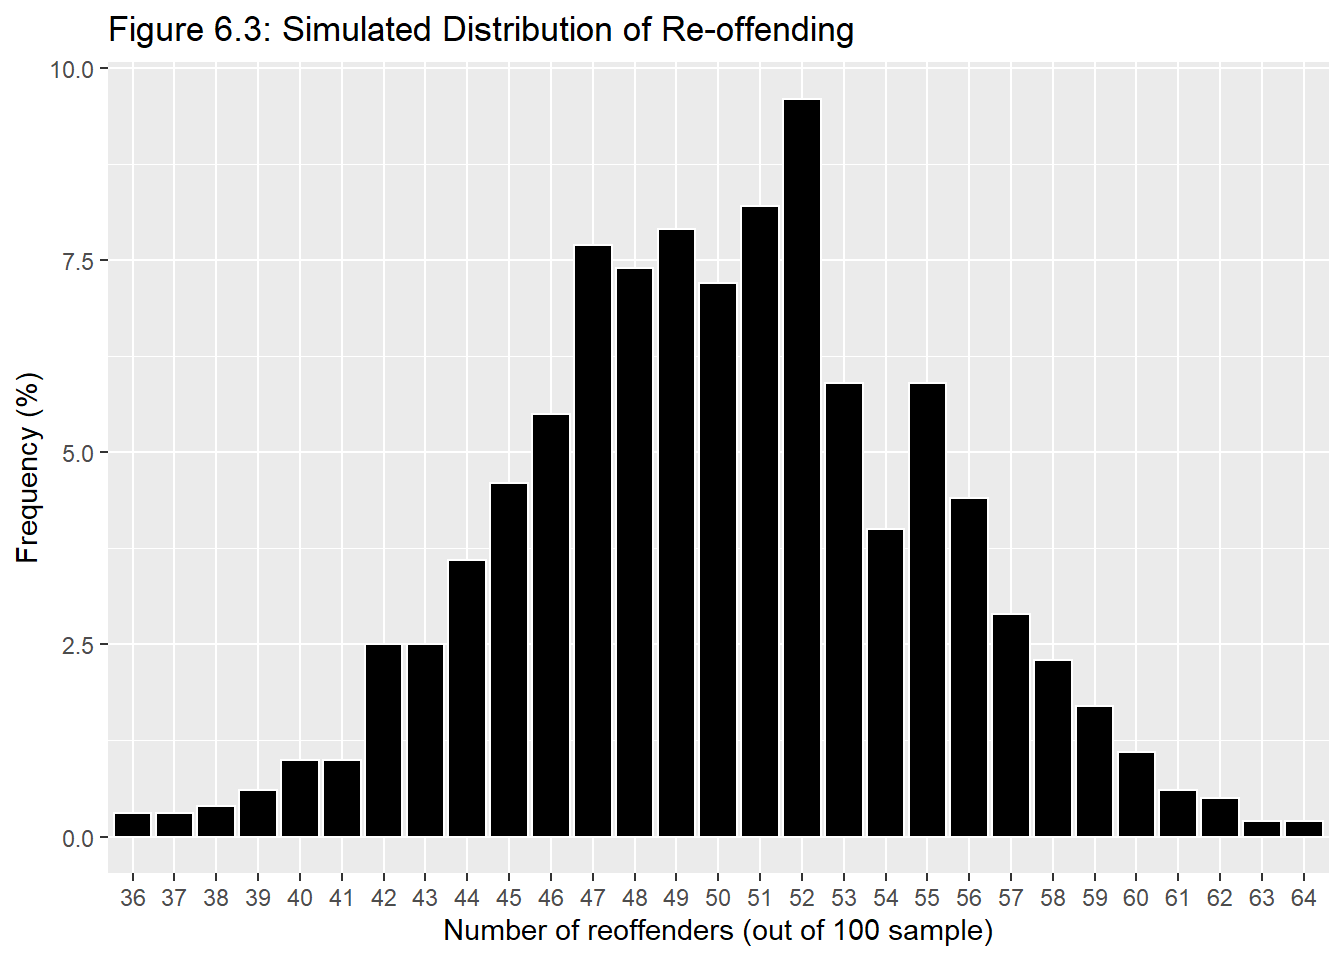 Figure 6.3: Simulated Distribution of Re-offending
10.0
7.5
5.0
2.5
0.0
Frequency (%)
36 37 38 39 40 41 42 43 44 45 46 47 48 49 50 51 52 53 54 55 56 57 58 59 60 61 62 63 64
Number of reoffenders (out of 100 sample)